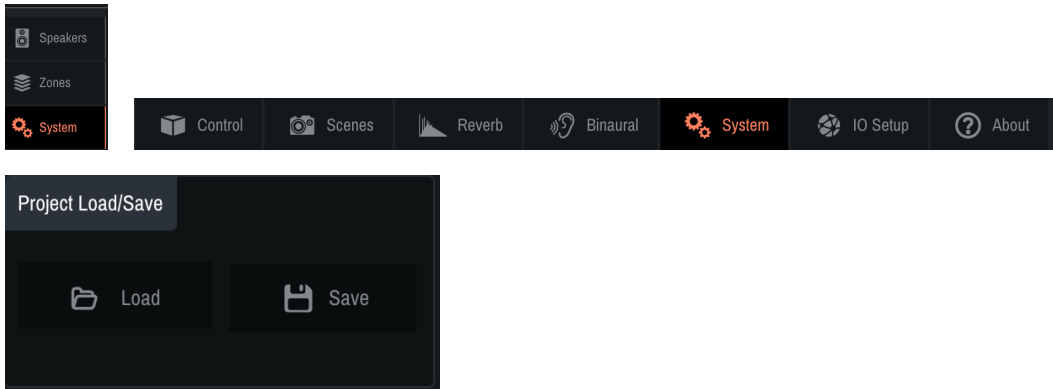 Speakers
Zones
System
Control Scenes Reverb Binaural System IO Setup About
Project Load/Save
Load Save